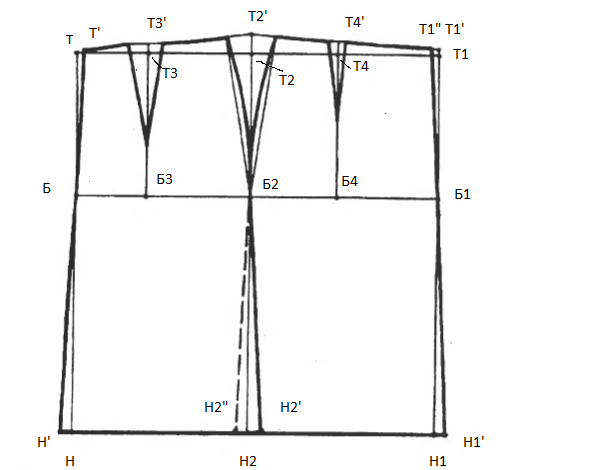 Т2'
Т3' Т4'
Т Т' Т1" Т1'
Т1
Т3 Т2 Т4
Б Б3 Б2 Б4 Б1
Н2" Н2'
Н' Н1'
Н Н2 Н1